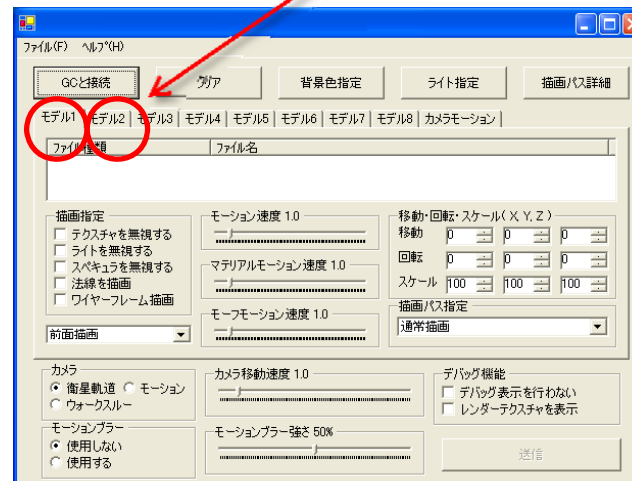 ファイル(F) ヘルプ(H)
GCと接続 クリア 背景色指定 ライト指定 描画パス詳細
モデル1 モデル2 モデル3 モデル4 モデル5 モデル6 モデル7 モデル8 カメラモーション
ファイル種類 ファイル名
描画指定 モーション速度 1.0 移動・回転・スケール( X, Y, Z )
テクスチャを無視する 移動 0 0 0
ライトを無視する
スペキュラを無視する マテリアルモーション速度 1.0 回転 0 0 0
法線を描画 スケール 100 100 100
ワイヤーフレーム描画
モーフモーション速度 1.0 描画パス指定
前面描画 通常描画
カメラ カメラ移動速度 1.0 デバッグ機能
衛星軌道 モーション デバッグ表示を行わない
ウォークスルー レンダーテクスチャを表示
モーションブラー モーションブラー強さ 50%
使用しない 送信
使用する